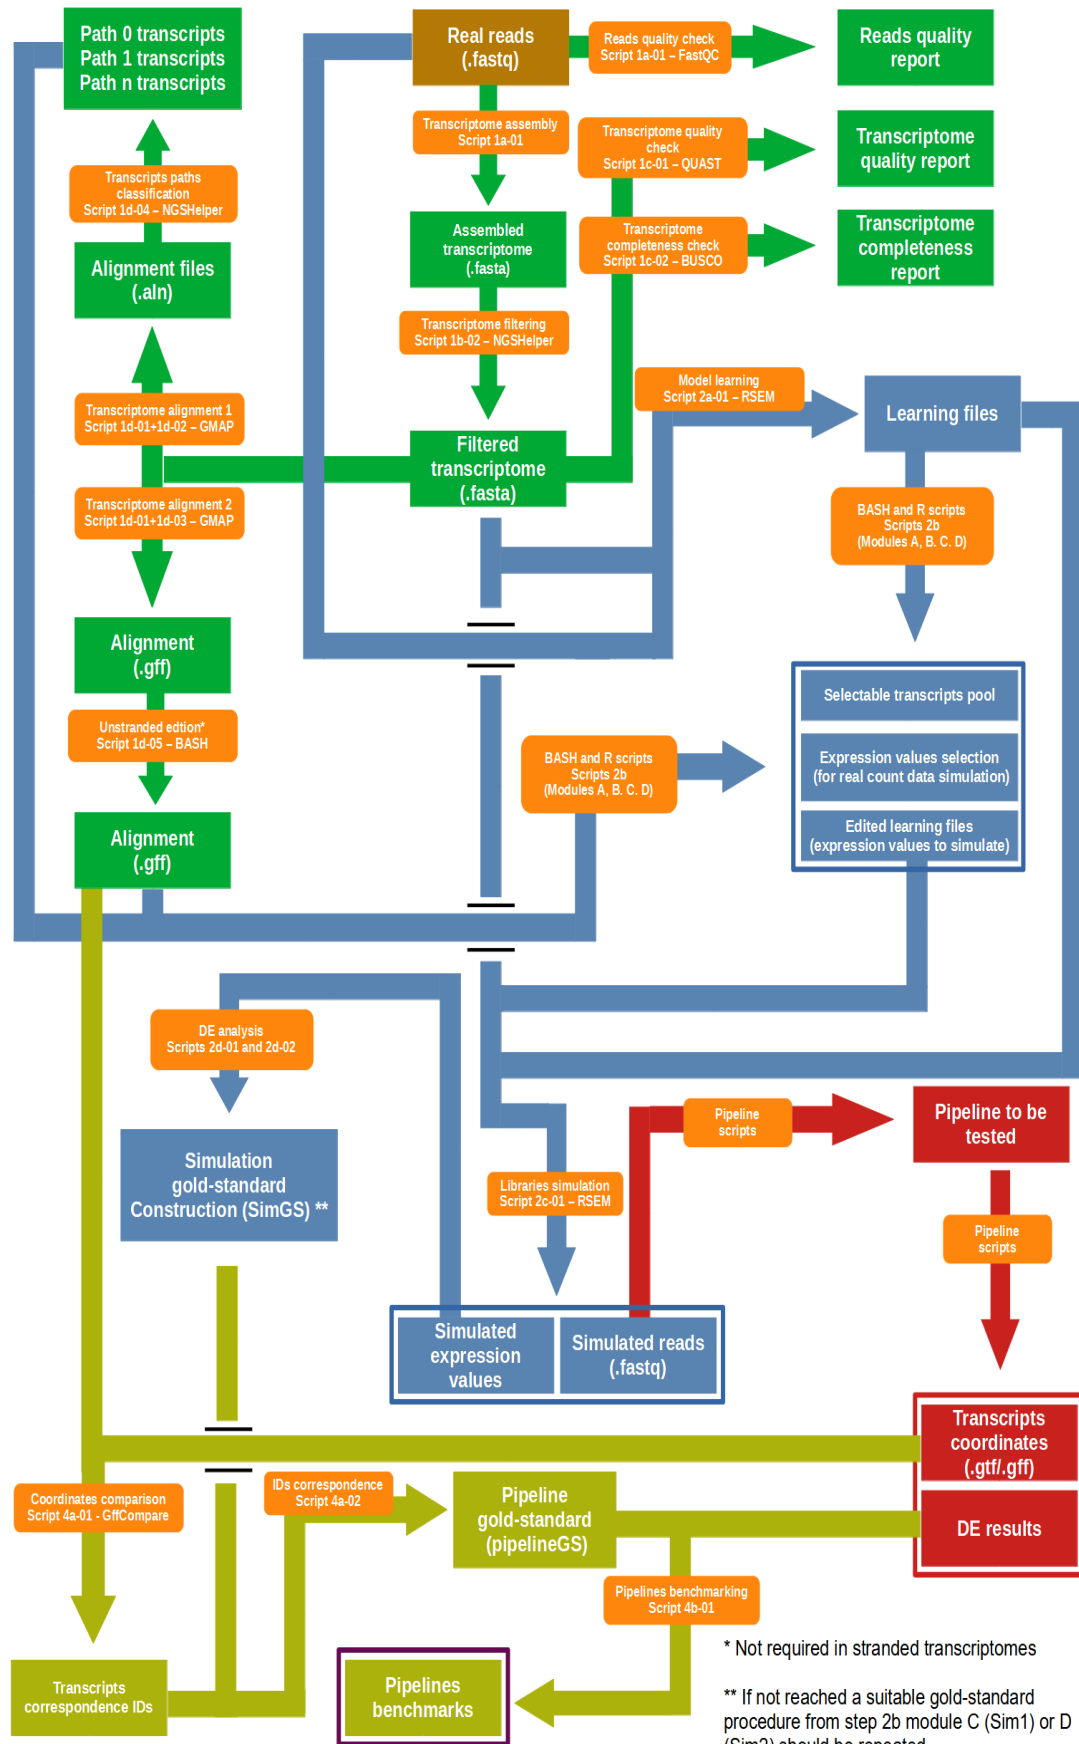 Path 0 transcripts
Path 1 transcripts
Path n transcripts
Real reads
(.fastq)
Reads quality check
Script 1a-01 – FastQC
Reads quality
report
Transcriptome assembly
Script 1a-01
Transcriptome quality
check
Script 1c-01 – QUAST
Transcriptome
quality report
Transcripts paths
classification
Script 1d-04 – NGSHelper
Assembled
transcriptome
(.fasta)
Transcriptome
completeness check
Script 1c-02 – BUSCO
Transcriptome
completeness
report
Alignment files
(.aln)
Transcriptome filtering
Script 1b-02 – NGSHelper
Model learning
Script 2a-01 – RSEM
Learning files
Transcriptome alignment 1
Script 1d-01+1d-02 – GMAP
Filtered
transcriptome
(.fasta)
Transcriptome alignment 2
Script 1d-01+1d-03 – GMAP
BASH and R scripts
Scripts 2b
(Modules A, B. C. D)
Alignment
(.gff)
Selectable transcripts pool
Unstranded edtion*
Script 1d-05 – BASH
BASH and R scripts
Scripts 2b
(Modules A, B. C. D)
Expression values selection
(for real count data simulation)
Edited learning files
(expression values to simulate)
Alignment
(.gff)
DE analysis
Scripts 2d-01 and 2d-02
Pipeline
scripts
Pipeline to be
tested
Simulation
gold-standard
Construction (SimGS) **
Libraries simulation
Script 2c-01 – RSEM
Pipeline
scripts
Simulated
expression
values
Simulated reads
(.fastq)
Transcripts
coordinates
(.gtf/.gff)
Coordinates comparison
Script 4a-01 - GffCompare
IDs correspondence
Script 4a-02
Pipeline
gold-standard
(pipelineGS)
DE results
Pipelines benchmarking
Script 4b-01
Transcripts
correspondence IDs
Pipelines
benchmarks
* Not required in stranded transcriptomes
** If not reached a suitable gold-standard
procedure from step 2b module C (Sim1) or D
(Sim2) should be repeated